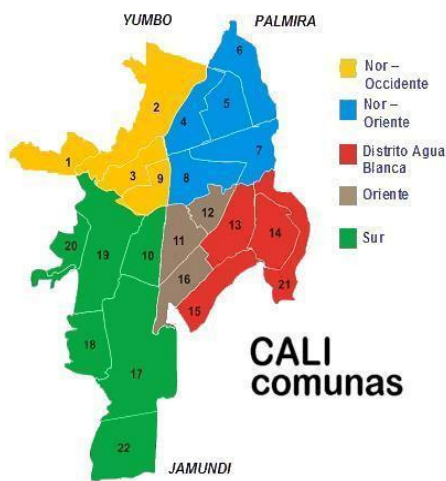 YUMBO
PALMIRA
6
2
5
4
7
1
3
9
8
12
11
13
14
20
19
10
16
21
15
18
17
22
JAMUNDI
Nor –
Occidente
Nor –
Oriente
Distrito Agua
Blanca
Oriente
Sur
CALI
comunas